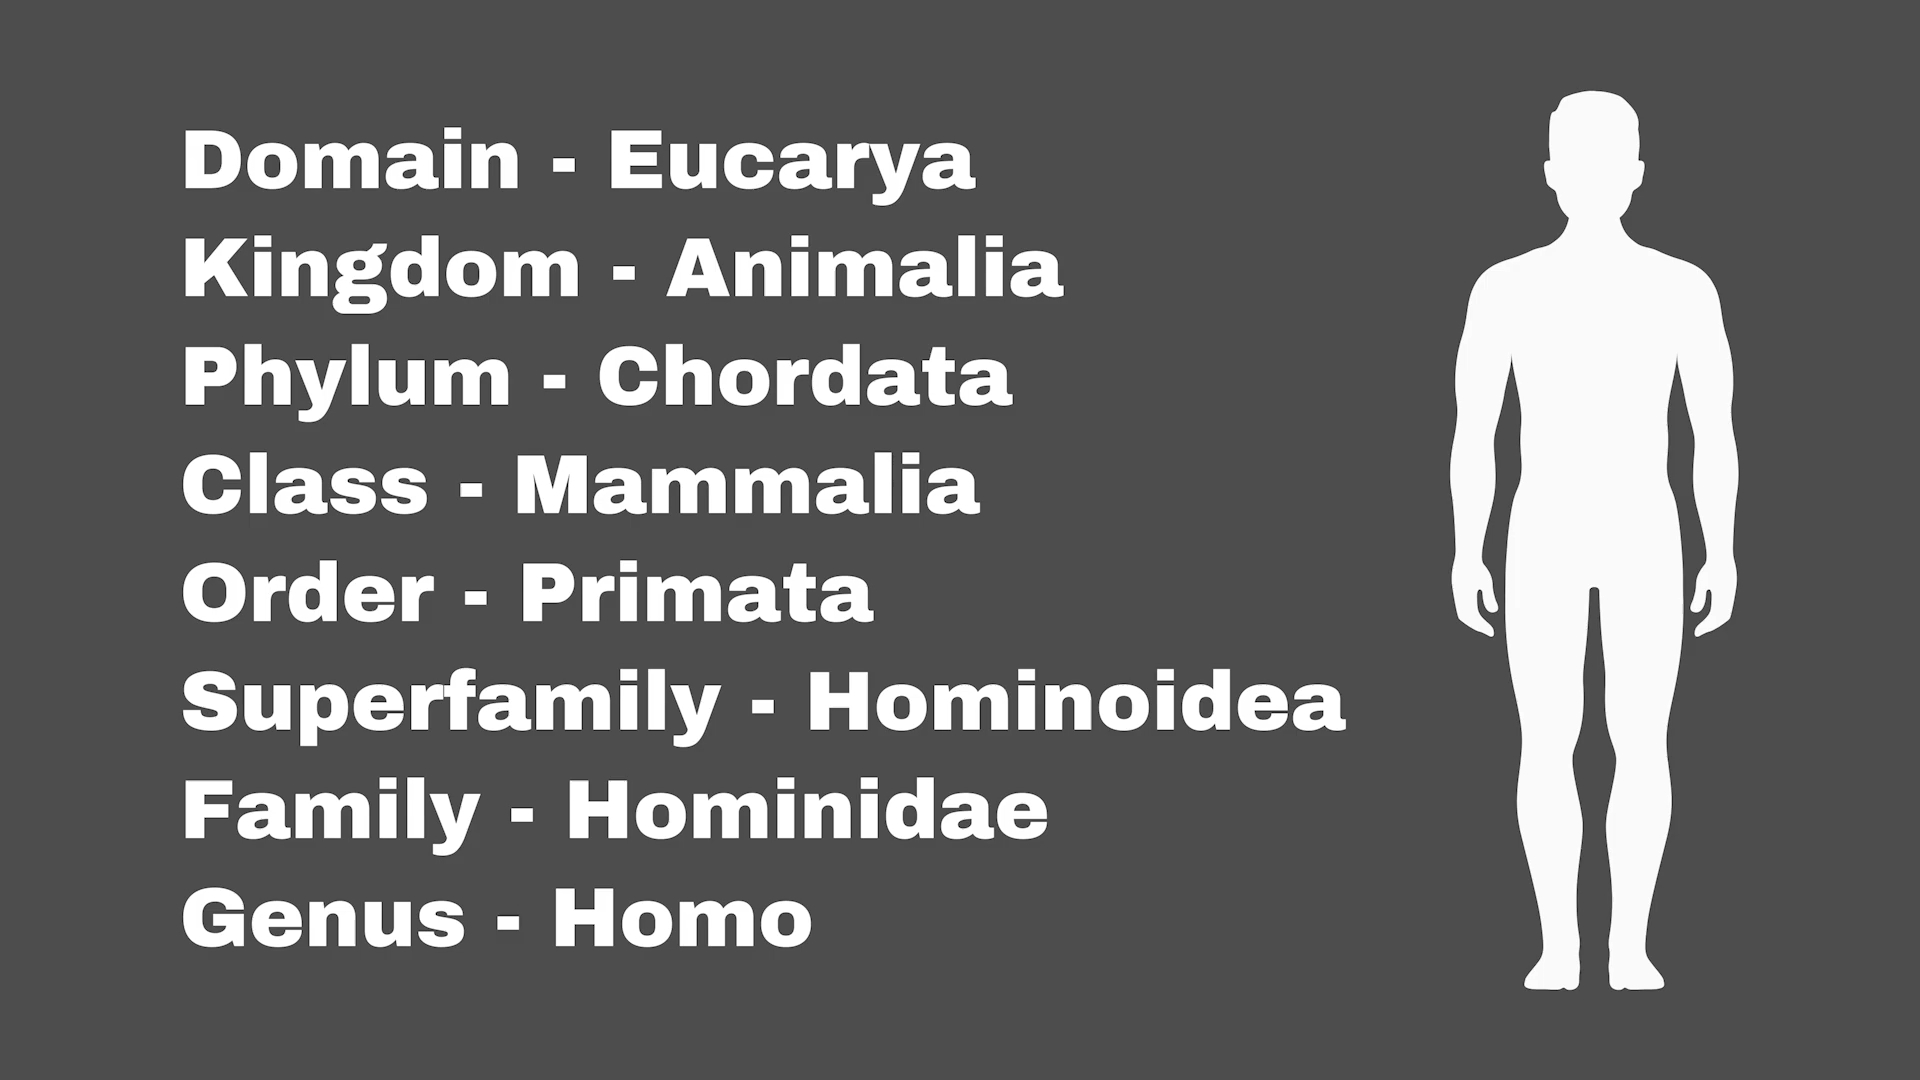 Domain - Eucarya
Kingdom - Animalia
Phylum - Chordata
Class - Mammalia
Order - Primata
Superfamily - Hominoidea
Family - Hominidae
Genus - Homo